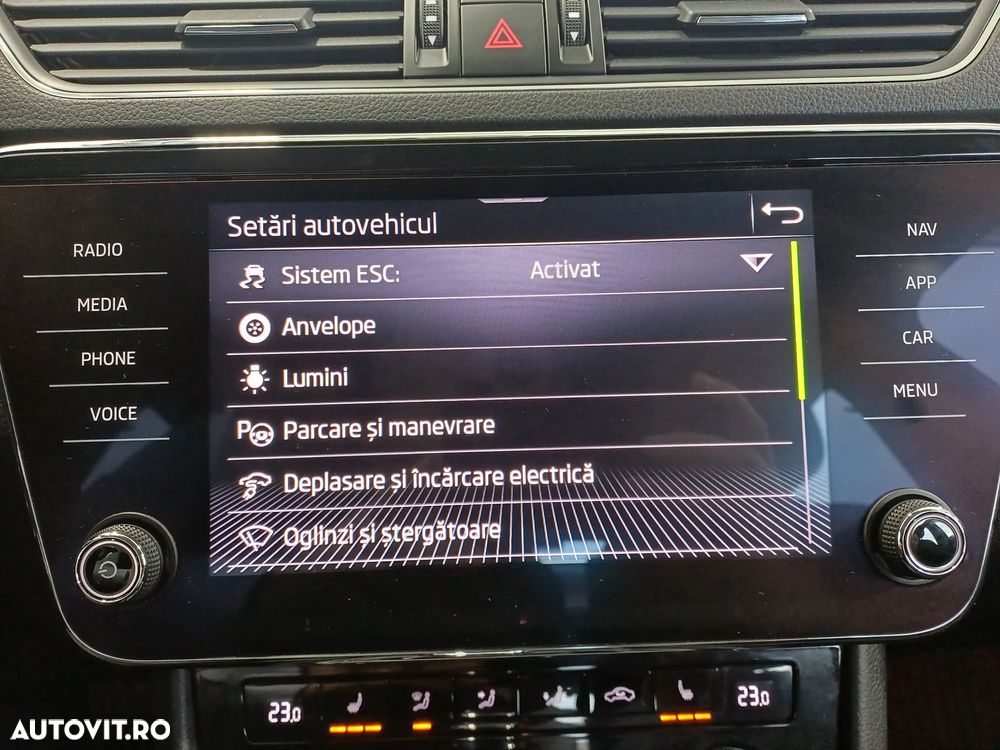 RADIO
MEDIA
PHONE
VOICE
Setări autovehicul
Sistem ESC: Activat
Anvelope
Lumini
P Parcare și manevrare
Deplasare și încărcare electrică
Oglinzi și ștergătoare
NAV
APP
CAR
MENU
23.0
23.0
AUTOVIT.RO